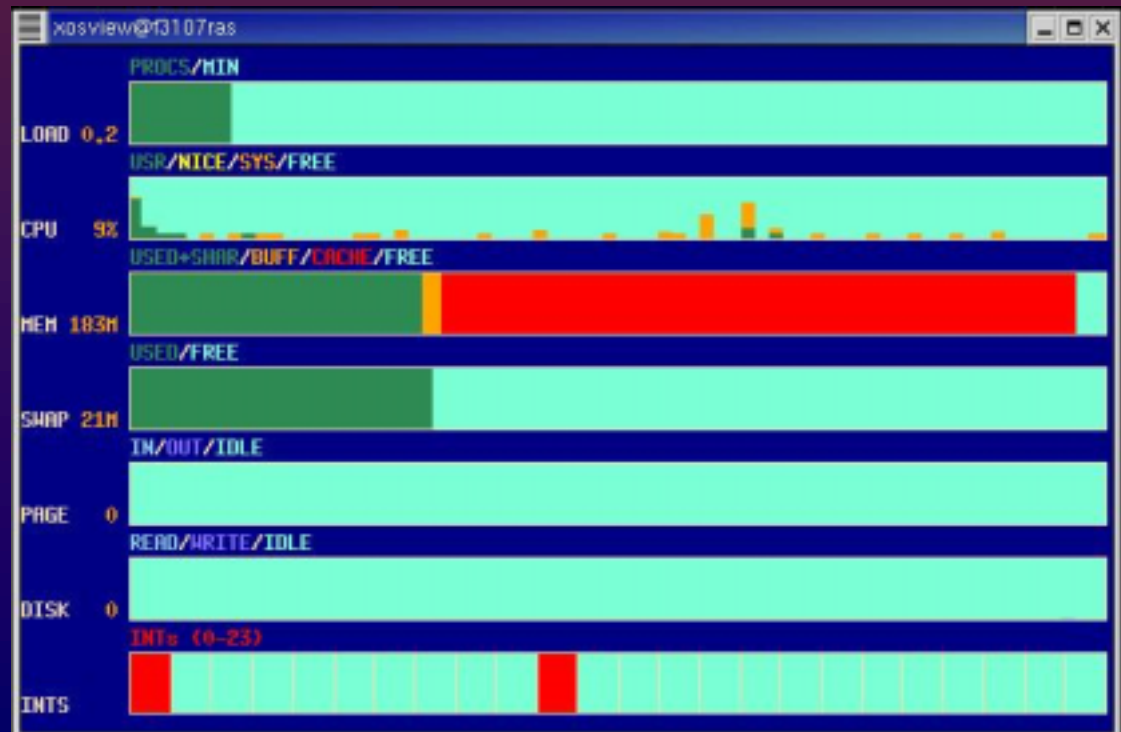 xosview@f3107ras
PROCS/MIN
LOAD 0.2
USR/NICE/SYS/FREE
CPU 9%
USED+SHAR/BUFF/CACHE/FREE
MEM 183M
USED/FREE
SWAP 21M
IN/OUT/IDLE
PAGE 0
READ/WRITE/IDLE
DISK 0
INTs (0-23)
INTS